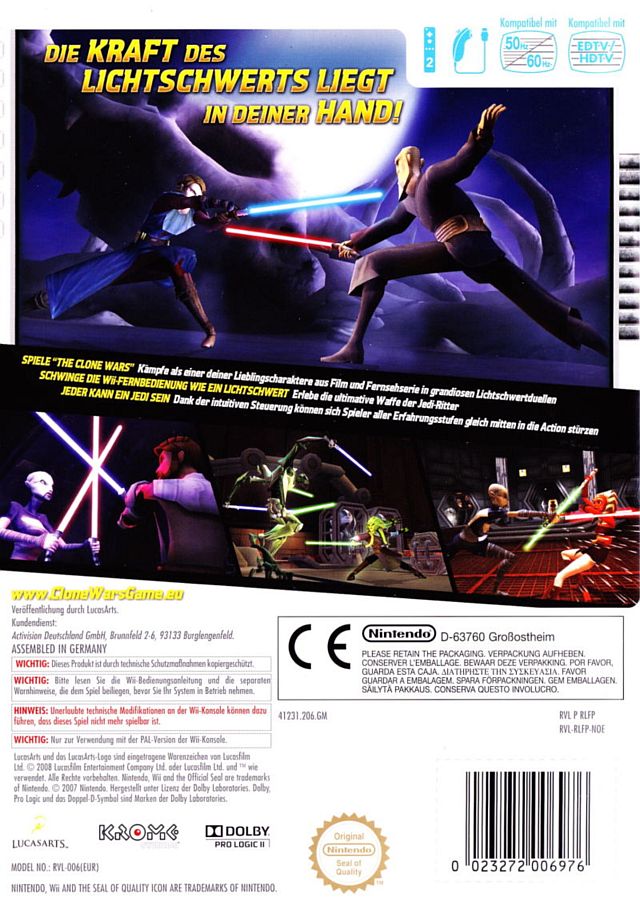 Kompatibel mit
Kompatibel mit
2
50Hz
60Hz
EDTV/
HDTV
DIE KRAFT DES
LICHTSCHWERTS LIEGT
IN DEINER HAND!
SPIELE "THE CLONE WARS" Kämpfe als einer deiner Lieblingscharaktere aus Film und Fernsehserie in grandiosen Lichtschwertduellen
SCHWINGE DIE Wii-FERNBEDIENUNG WIE EIN LICHTSCHWERT Erlebe die ultimative Waffe der Jedi-Ritter
JEDER KANN EIN JEDI SEIN Dank der intuitiven Steuerung können sich Spieler aller Erfahrungsstufen gleich mitten in die Action stürzen
www.CloneWarsGame.eu
Veröffentlichung durch LucasArts.
Kundendienst:
Activision Deutschland GmbH, Brunnfeld 2-6, 93133 Burglengenfeld.
ASSEMBLED IN GERMANY
WICHTIG: Dieses Produkt ist durch technische Schutzmaßnahmen kopiergeschützt.
WICHTIG: Bitte lesen Sie die Wii-Bedienungsanleitung und die separaten
Warnhinweise, die dem Spiel beiliegen, bevor Sie Ihr System in Betrieb nehmen.
HINWEIS: Unerlaubte technische Modifikationen an der Wii-Konsole können dazu
führen, dass dieses Spiel nicht mehr spielbar ist.
WICHTIG: Nur zur Verwendung mit der PAL-Version der Wii-Konsole.
LucasArts und das LucasArts-Logo sind eingetragene Warenzeichen von Lucasfilm
Ltd. © 2008 Lucasfilm Entertainment Company Ltd. oder Lucasfilm Ltd. und ™ wie
verwendet. Alle Rechte vorbehalten. Nintendo, Wii and the Official Seal are trademarks
of Nintendo. © 2007 Nintendo. Hergestellt unter Lizenz der Dolby Laboratories. Dolby,
Pro Logic und das Doppel-D-Symbol sind Marken der Dolby Laboratories.
CE
Nintendo D-63760 Großostheim
PLEASE RETAIN THE PACKAGING. VERPACKUNG AUFHEBEN.
CONSERVER L'EMBALLAGE. BEWAAR DEZE VERPAKKING. POR FAVOR,
GUARDA ESTA CAJA. ΔΙΑΤΗΡΗΣΤΕ ΤΗΝ ΣΥΣΚΕΥΑΣΙΑ. FAVOR
GUARDAR A EMBALAGEM. SPARA FÖRPACKNINGEN. GEM EMBALLAGEN.
SÄILYTÄ PAKKAUS. CONSERVA QUESTO INVOLUCRO.
41231.206.GM
RVL P RLFP
RVL-RLFP-NOE
LUCASARTS™
KROME
STUDIOS
DOLBY
PRO LOGIC II
Original
Nintendo
Seal of
Quality
TM
0 023272 006976
MODEL NO.: RVL-006(EUR)
NINTENDO, Wii AND THE SEAL OF QUALITY ICON ARE TRADEMARKS OF NINTENDO.